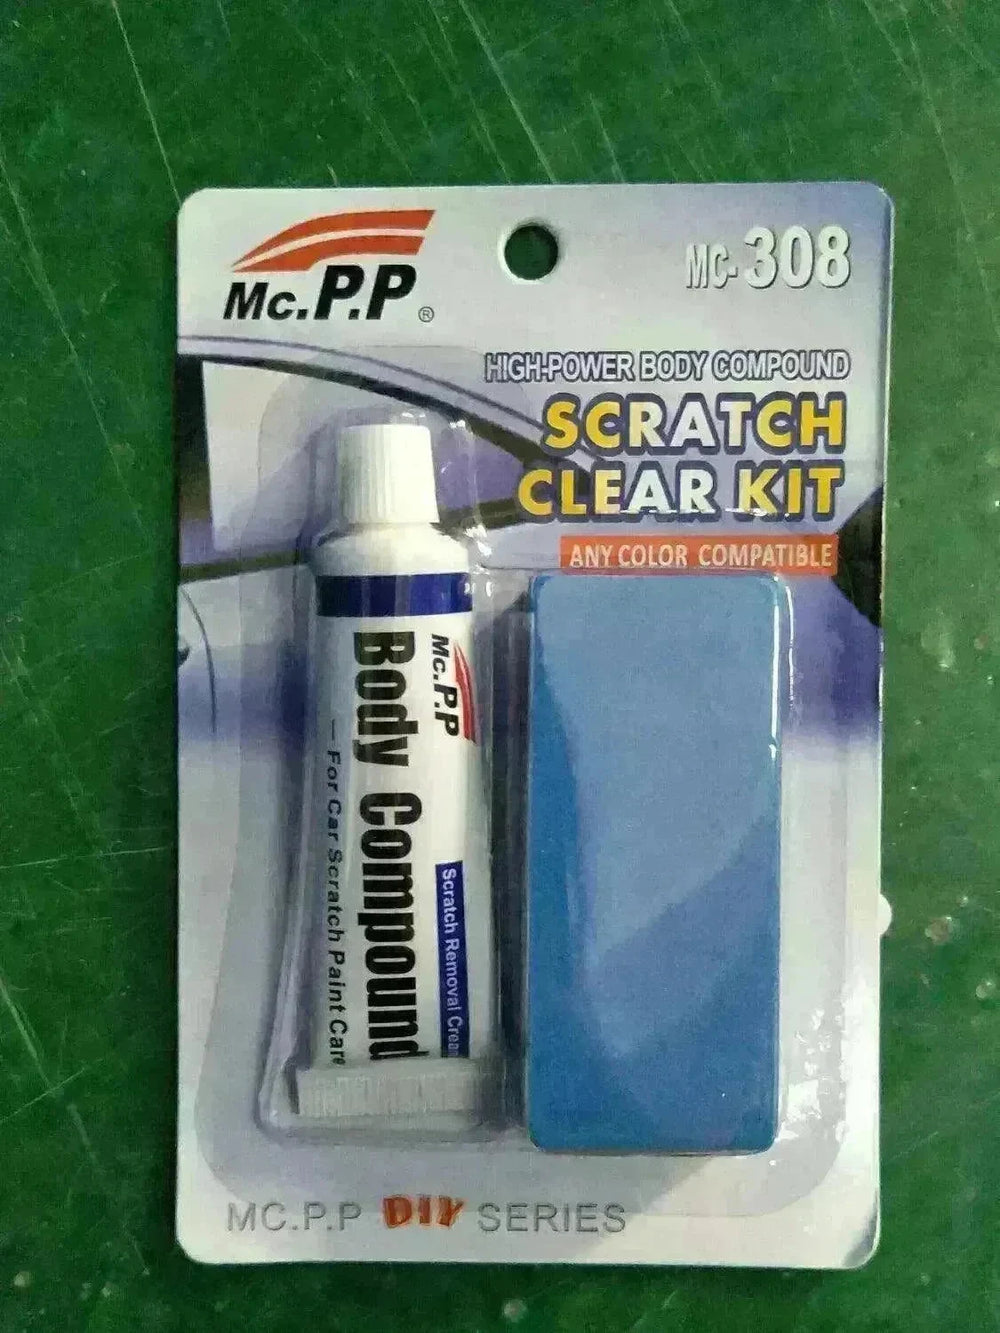 Mc.P.P ®
MC-308
HIGH-POWER BODY COMPOUND
SCRATCH
CLEAR KIT
ANY COLOR COMPATIBLE
Mc.P.P
Body Compound
Scratch Removal Cream
— For Car Scratch Paint Care
MC.P.P DIY SERIES